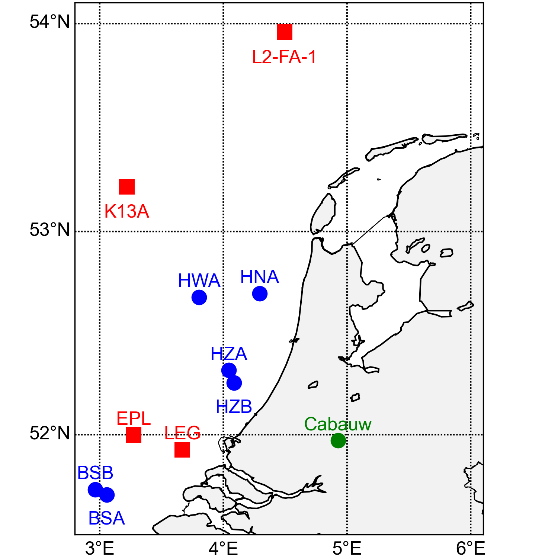 54°N
L2-FA-1
K13A
53°N
HWA
HNA
HZA
HZB
EPL
LEG
Cabauw
52°N
BSB
BSA
3°E
4°E
5°E
6°E